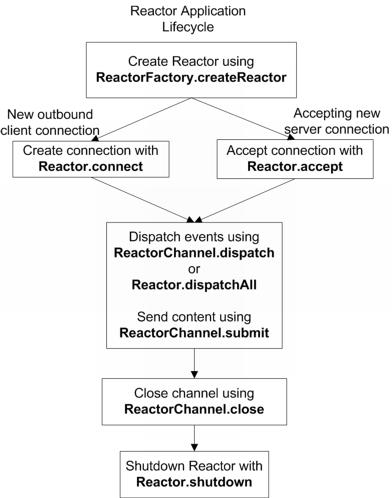 Reactor Application
Lifecycle
Create Reactor using
ReactorFactory.createReactor
New outbound
client connection
Accepting new
server connection
Create connection with
Reactor.connect
Accept connection with
Reactor.accept
Dispatch events using
ReactorChannel.dispatch
or
Reactor.dispatchAll
Send content using
ReactorChannel.submit
Close channel using
ReactorChannel.close
Shutdown Reactor with
Reactor.shutdown